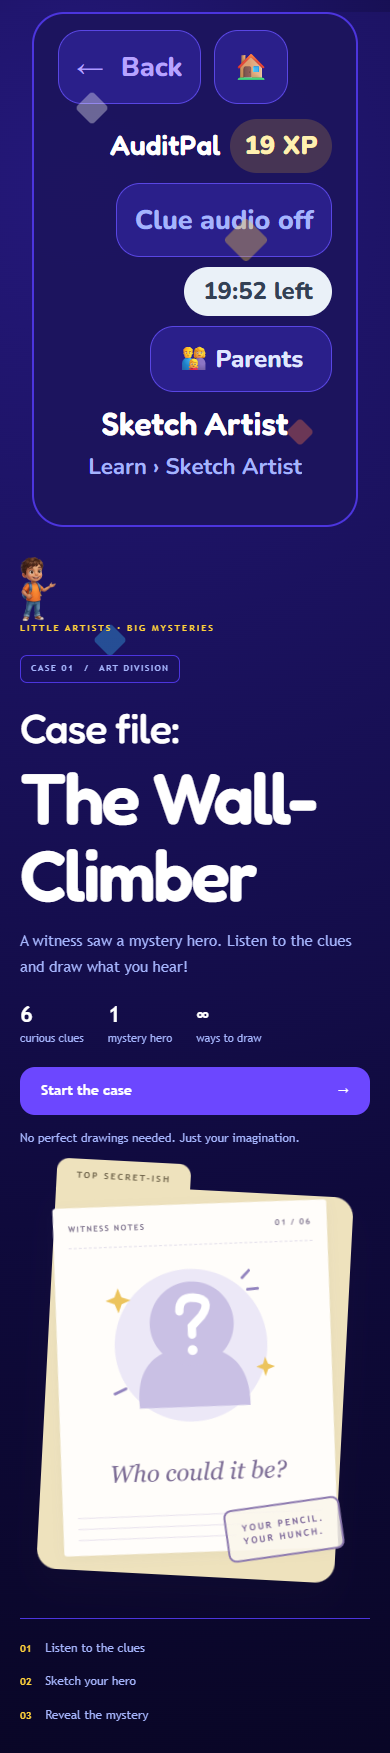 ← Back
AuditPal 19 XP
Clue audio off
19:52 left
Parents
Sketch Artist
Learn › Sketch Artist
LITTLE ARTISTS · BIG MYSTERIES
CASE 01 / ART DIVISION
Case file:
The Wall-
Climber
A witness saw a mystery hero. Listen to the clues
and draw what you hear!
6 1 ∞
curious clues mystery hero ways to draw
Start the case →
No perfect drawings needed. Just your imagination.
TOP SECRET-ISH
WITNESS NOTES 01 / 06
?
Who could it be?
YOUR PENCIL.
YOUR HUNCH.
01 Listen to the clues
02 Sketch your hero
03 Reveal the mystery